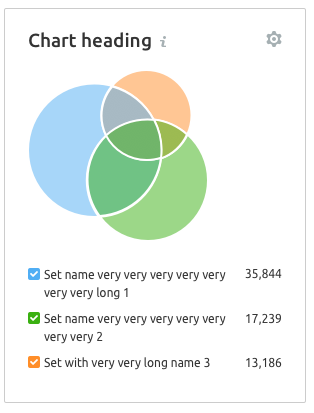 Chart heading i
Set name very very very very very 35,844
very very long 1
Set name very very very very very 17,239
very very 2
Set with very very long name 3 13,186